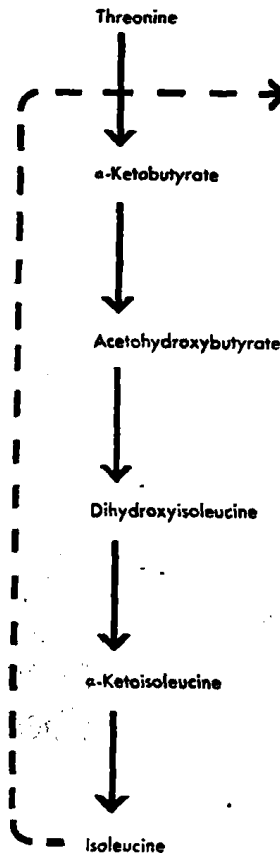 Threonine
α-Ketobutyrate
Acetohydroxybutyrate
Dihydroxyisoleucine
α-Ketoisoleucine
Isoleucine